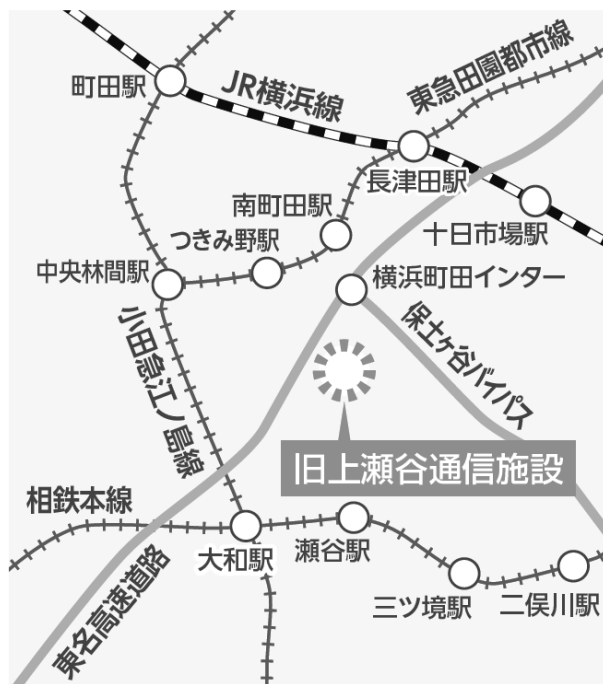 東急田園都市線
JR横浜線
町田駅
長津田駅
南町田駅
十日市場駅
つきみ野駅
中央林間駅
横浜町田インター
小田急江ノ島線
保土ヶ谷バイパス
旧上瀬谷通信施設
相鉄本線
大和駅
瀬谷駅
三ツ境駅
二俣川駅
東名高速道路